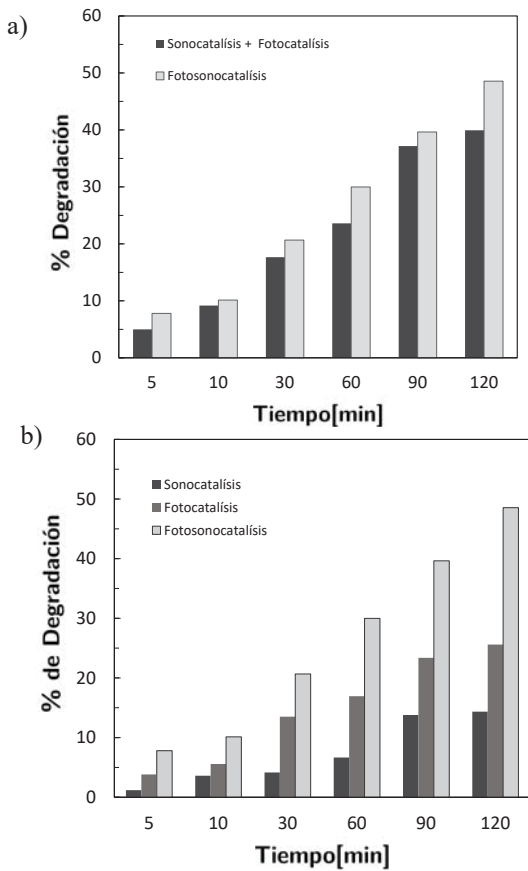 a)
60
50
40
30
20
10
0
% Degradación
Sonocatalísis + Fotocatalísis
Fotosonocatalísis
5 10 30 60 90 120
Tiempo[min]
b)
60
50
40
30
20
10
0
% de Degradación
Sonocatalísis
Fotocatalísis
Fotosonocatalísis
5 10 30 60 90 120
Tiempo[min]